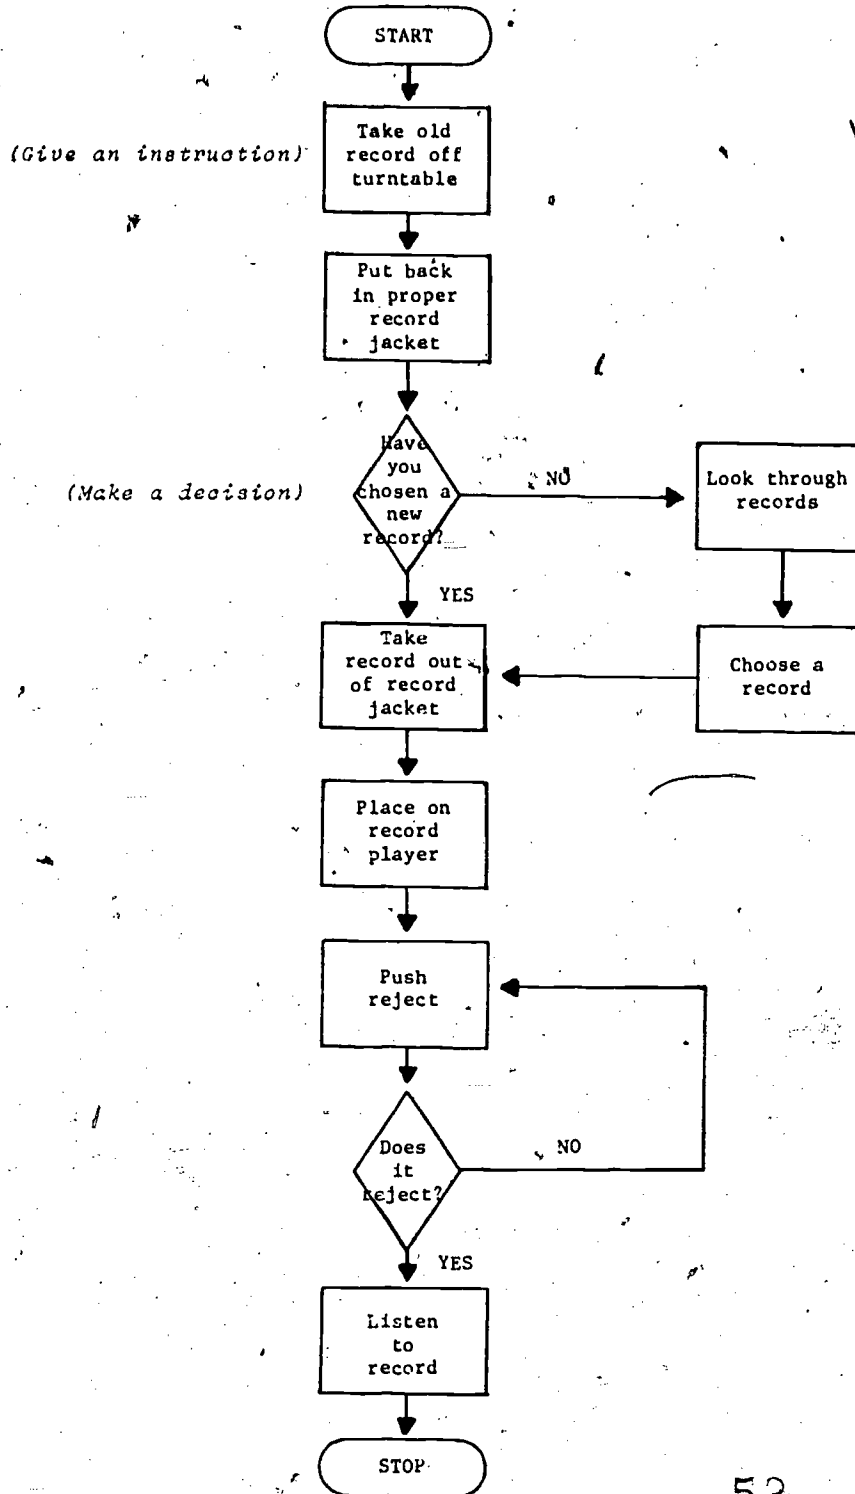 START
(Give an instruction)
Take old
record off
turntable
Put back
in proper
record
jacket
(Make a decision)
Have
you
chosen a
new
record?
NO
Look through
records
YES
Take
record out
of record
jacket
Choose a
record
Place on
record
player
Push
reject
Does
it
reject?
NO
YES
Listen
to
record
STOP